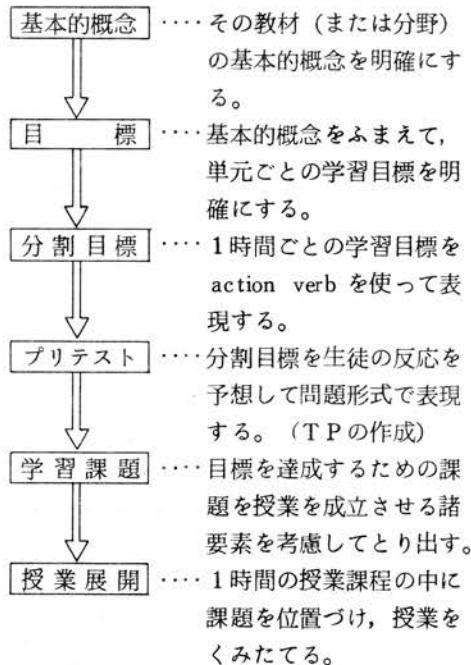 基本的概念 ‥‥その教材（または分野）
の基本的概念を明確にす
る。
目　　標 ‥‥基本的概念をふまえて，
単元ごとの学習目標を明
確にする。
分割目標 ‥‥1時間ごとの学習目標を
action verb を使って表
現する。
プリテスト ‥‥分割目標を生徒の反応を
予想して問題形式で表現
する。（TPの作成）
学習課題 ‥‥目標を達成するための課
題を授業を成立させる諸
要素を考慮してとり出す。
授業展開 ‥‥1時間の授業課程の中に
課題を位置づけ，授業を
くみたてる。